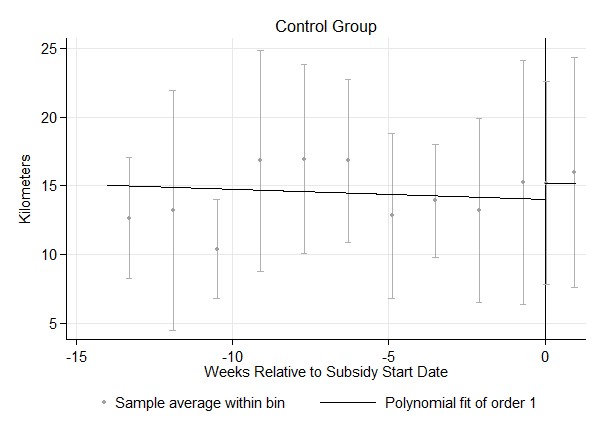 Control Group
Kilometers
25
20
15
10
5
-15 -10 -5 0
Weeks Relative to Subsidy Start Date
Sample average within bin Polynomial fit of order 1